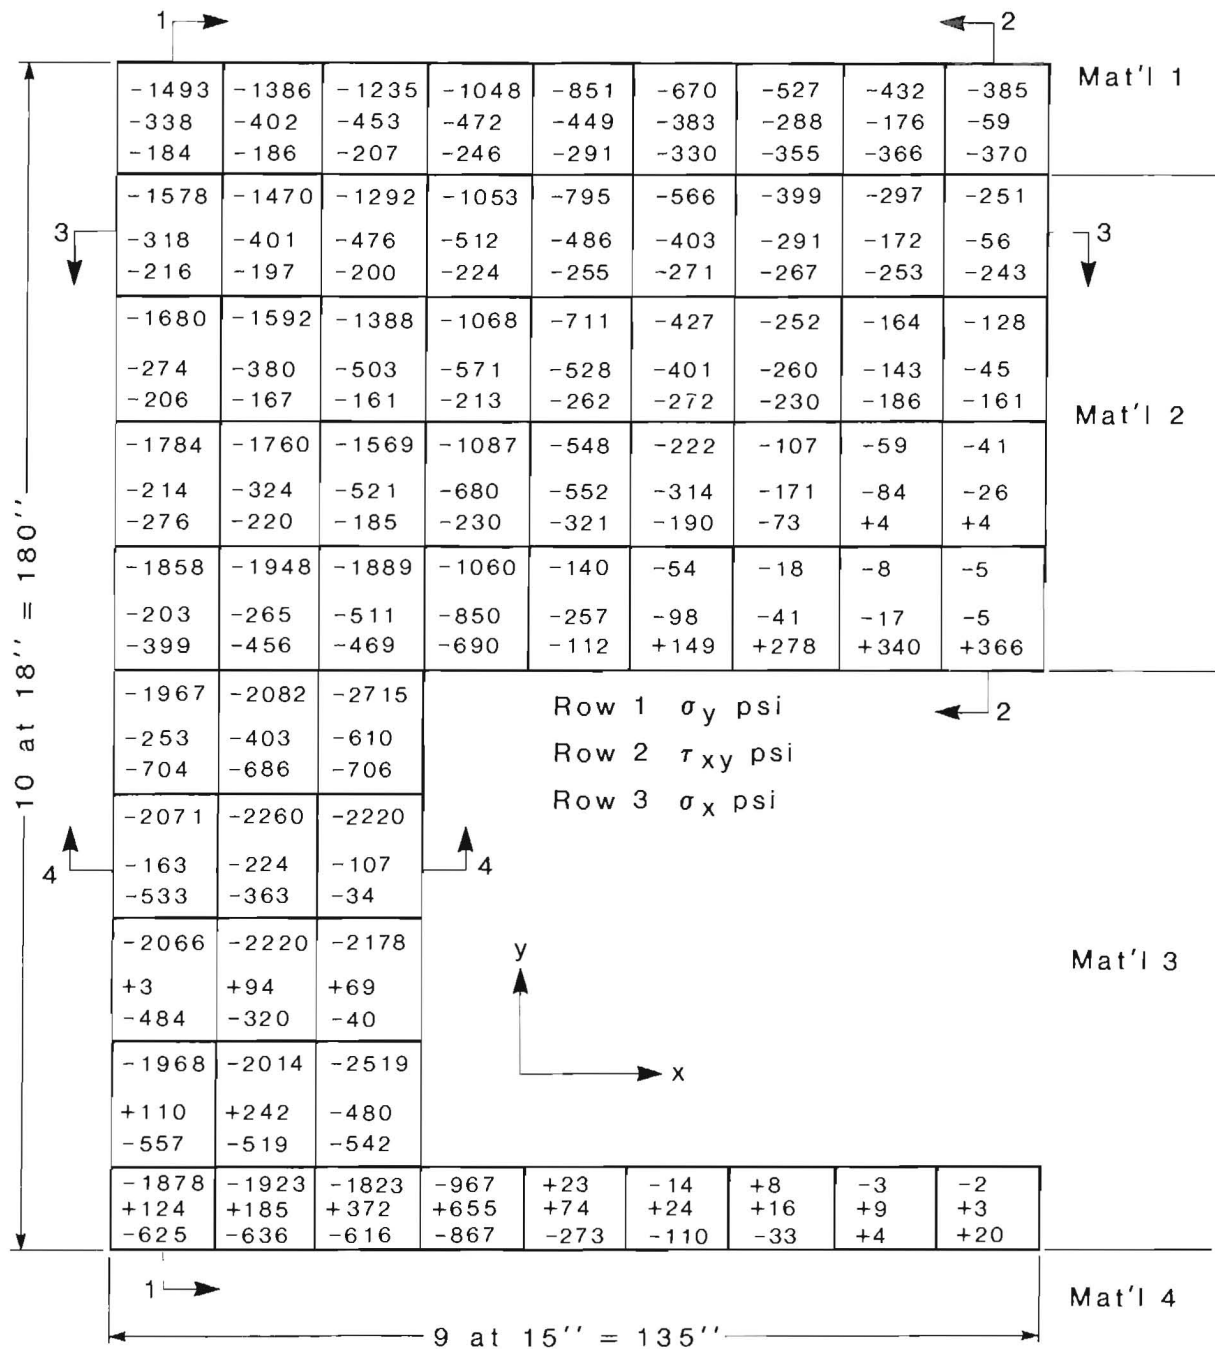 1 2
Mat'l 1
-1493 -1386 -1235 -1048 -851 -670 -527 -432 -385
-338 -402 -453 -472 -449 -383 -288 -176 -59
-184 -186 -207 -246 -291 -330 -355 -366 -370
-1578 -1470 -1292 -1053 -795 -566 -399 -297 -251
3 -318 -401 -476 -512 -486 -403 -291 -172 -56 3
-216 -197 -200 -224 -255 -271 -267 -253 -243
-1680 -1592 -1388 -1068 -711 -427 -252 -164 -128
-274 -380 -503 -571 -528 -401 -260 -143 -45
-206 -167 -161 -213 -262 -272 -230 -186 -161
Mat'l 2
-1784 -1760 -1569 -1087 -548 -222 -107 -59 -41
-214 -324 -521 -680 -552 -314 -171 -84 -26
-276 -220 -185 -230 -321 -190 -73 +4 +4
-1858 -1948 -1889 -1060 -140 -54 -18 -8 -5
-203 -265 -511 -850 -257 -98 -41 -17 -5
-399 -456 -469 -690 -112 +149 +278 +340 +366
10 at 18'' = 180''
-1967 -2082 -2715 Row 1 σy psi 2
-253 -403 -610 Row 2 τxy psi
-704 -686 -706 Row 3 σx psi
-2071 -2260 -2220
4 -163 -224 -107 4
-533 -363 -34
-2066 -2220 -2178 y
Mat'l 3
+3 +94 +69
-484 -320 -40
-1968 -2014 -2519 x
+110 +242 -480
-557 -519 -542
-1878 -1923 -1823 -967 +23 -14 +8 -3 -2
+124 +185 +372 +655 +74 +24 +16 +9 +3
-625 -636 -616 -867 -273 -110 -33 +4 +20
1
Mat'l 4
9 at 15'' = 135''